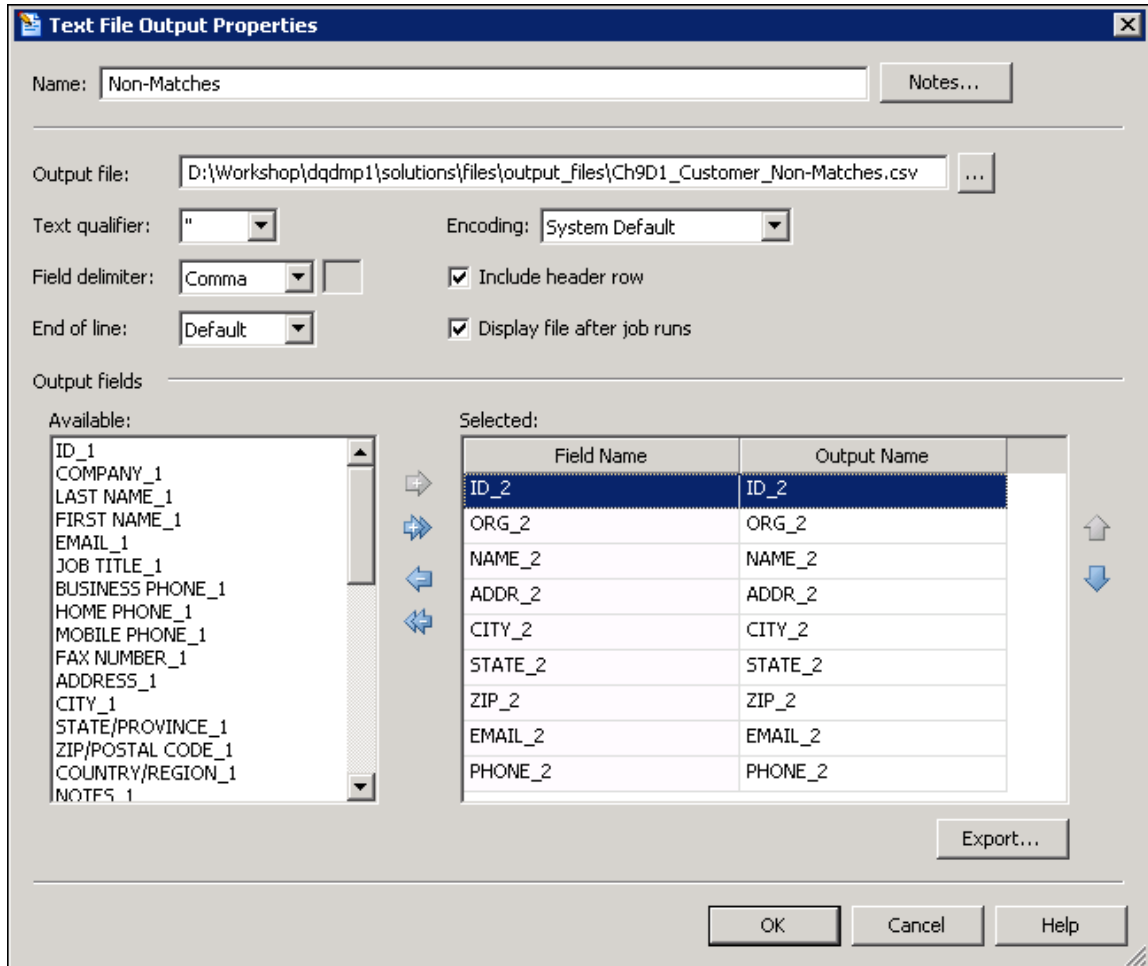 Text File Output Properties
Name: Non-Matches Notes...
Output file: D:\Workshop\dqdmp1\solutions\files\output_files\Ch9D1_Customer_Non-Matches.csv ...
Text qualifier: " Encoding: System Default
Field delimiter: Comma Include header row
End of line: Default Display file after job runs
Output fields
Available:
ID_1
COMPANY_1
LAST NAME_1
FIRST NAME_1
EMAIL_1
JOB TITLE_1
BUSINESS PHONE_1
HOME PHONE_1
MOBILE PHONE_1
FAX NUMBER_1
ADDRESS_1
CITY_1
STATE/PROVINCE_1
ZIP/POSTAL CODE_1
COUNTRY/REGION_1
NOTES_1
Selected:
Field Name Output Name
ID_2 ID_2
ORG_2 ORG_2
NAME_2 NAME_2
ADDR_2 ADDR_2
CITY_2 CITY_2
STATE_2 STATE_2
ZIP_2 ZIP_2
EMAIL_2 EMAIL_2
PHONE_2 PHONE_2
Export...
OK Cancel Help